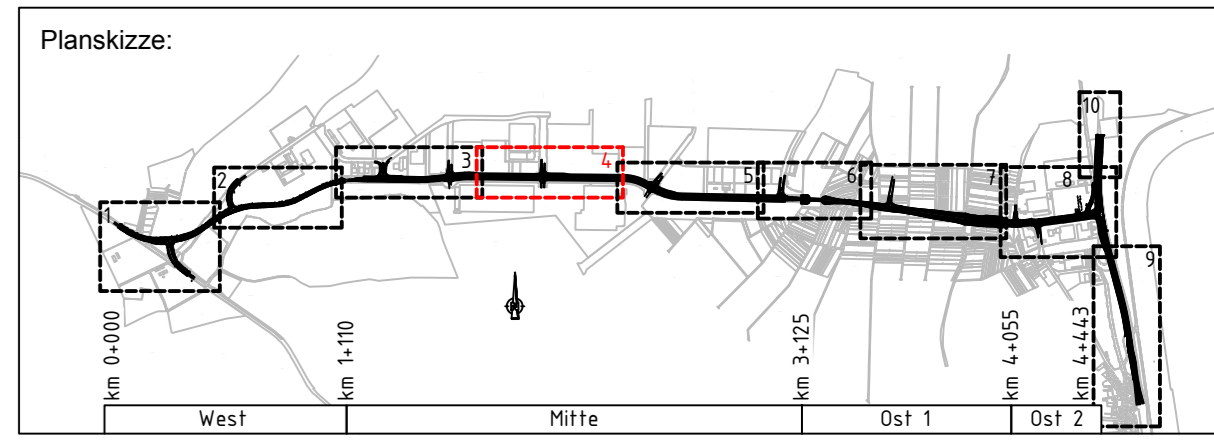 Planskizze:
10
3
4
5
6
7
8
2
1
9
km 0+000
km 1+110
km 3+125
km 4+055
km 4+443
West
Mitte
Ost 1
Ost 2